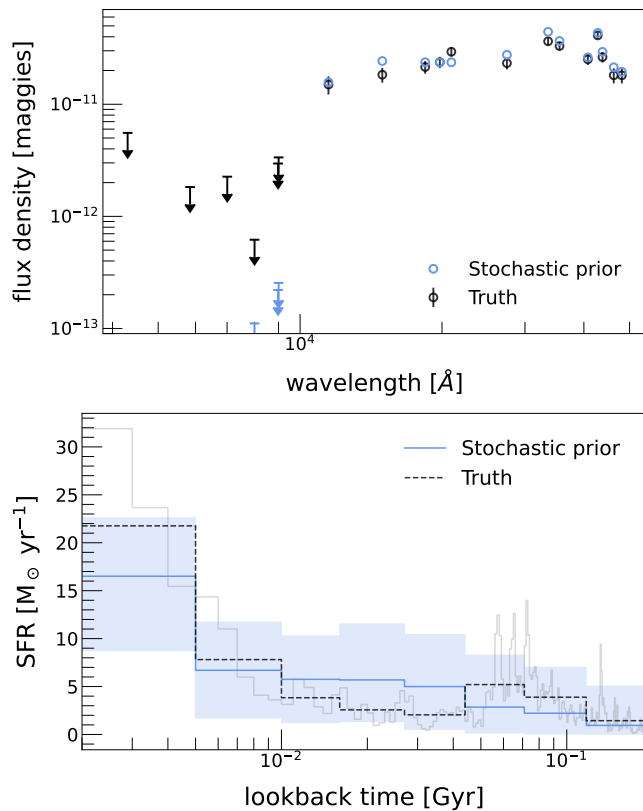 10⁻¹¹
10⁻¹²
10⁻¹³
flux density [maggies]
Stochastic prior
Truth
10⁴
wavelength [Å]
30
25
20
15
10
5
0
SFR [M⊙ yr⁻¹]
Stochastic prior
Truth
10⁻²
10⁻¹
lookback time [Gyr]